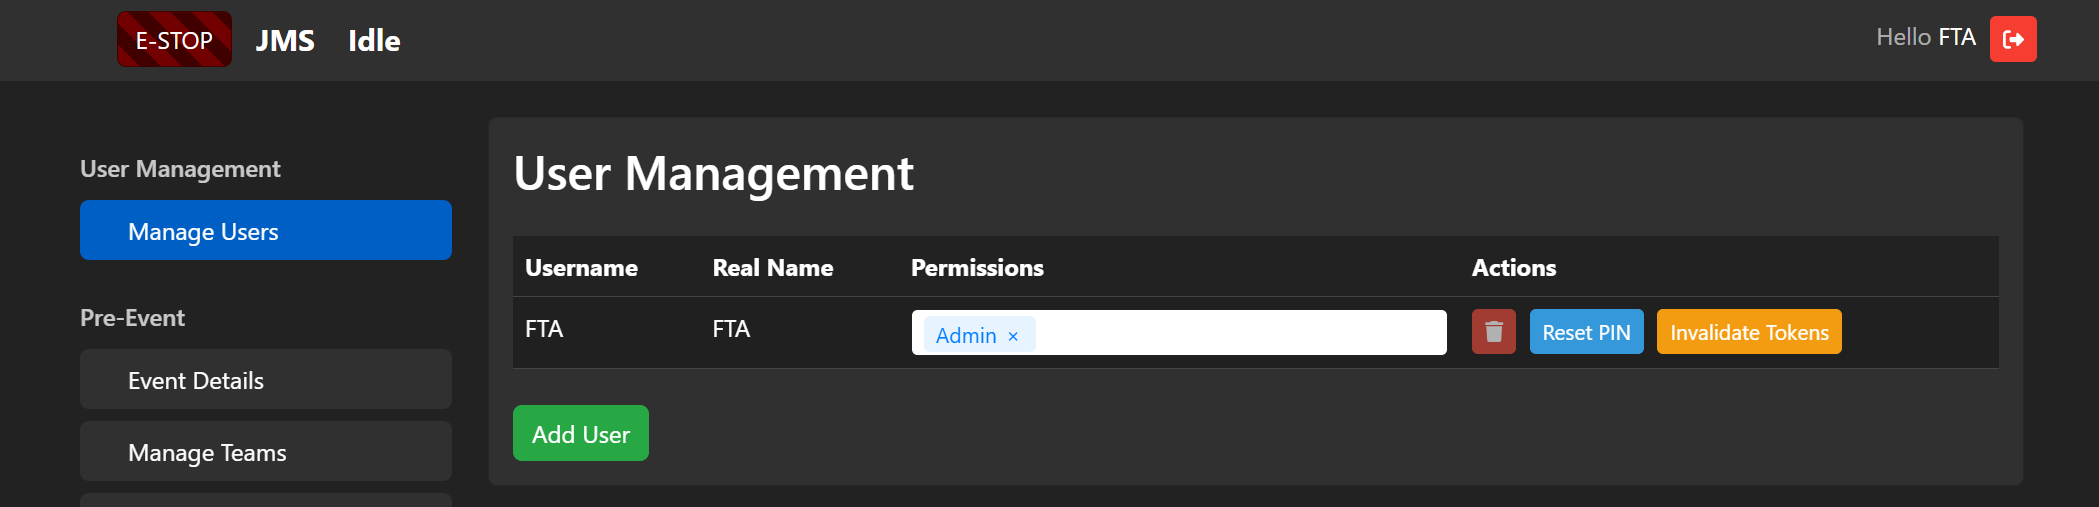 E-STOP JMS Idle Hello FTA
User Management
Manage Users
Pre-Event
Event Details
Manage Teams
User Management
Username Real Name Permissions Actions
FTA FTA Admin × Reset PIN Invalidate Tokens
Add User